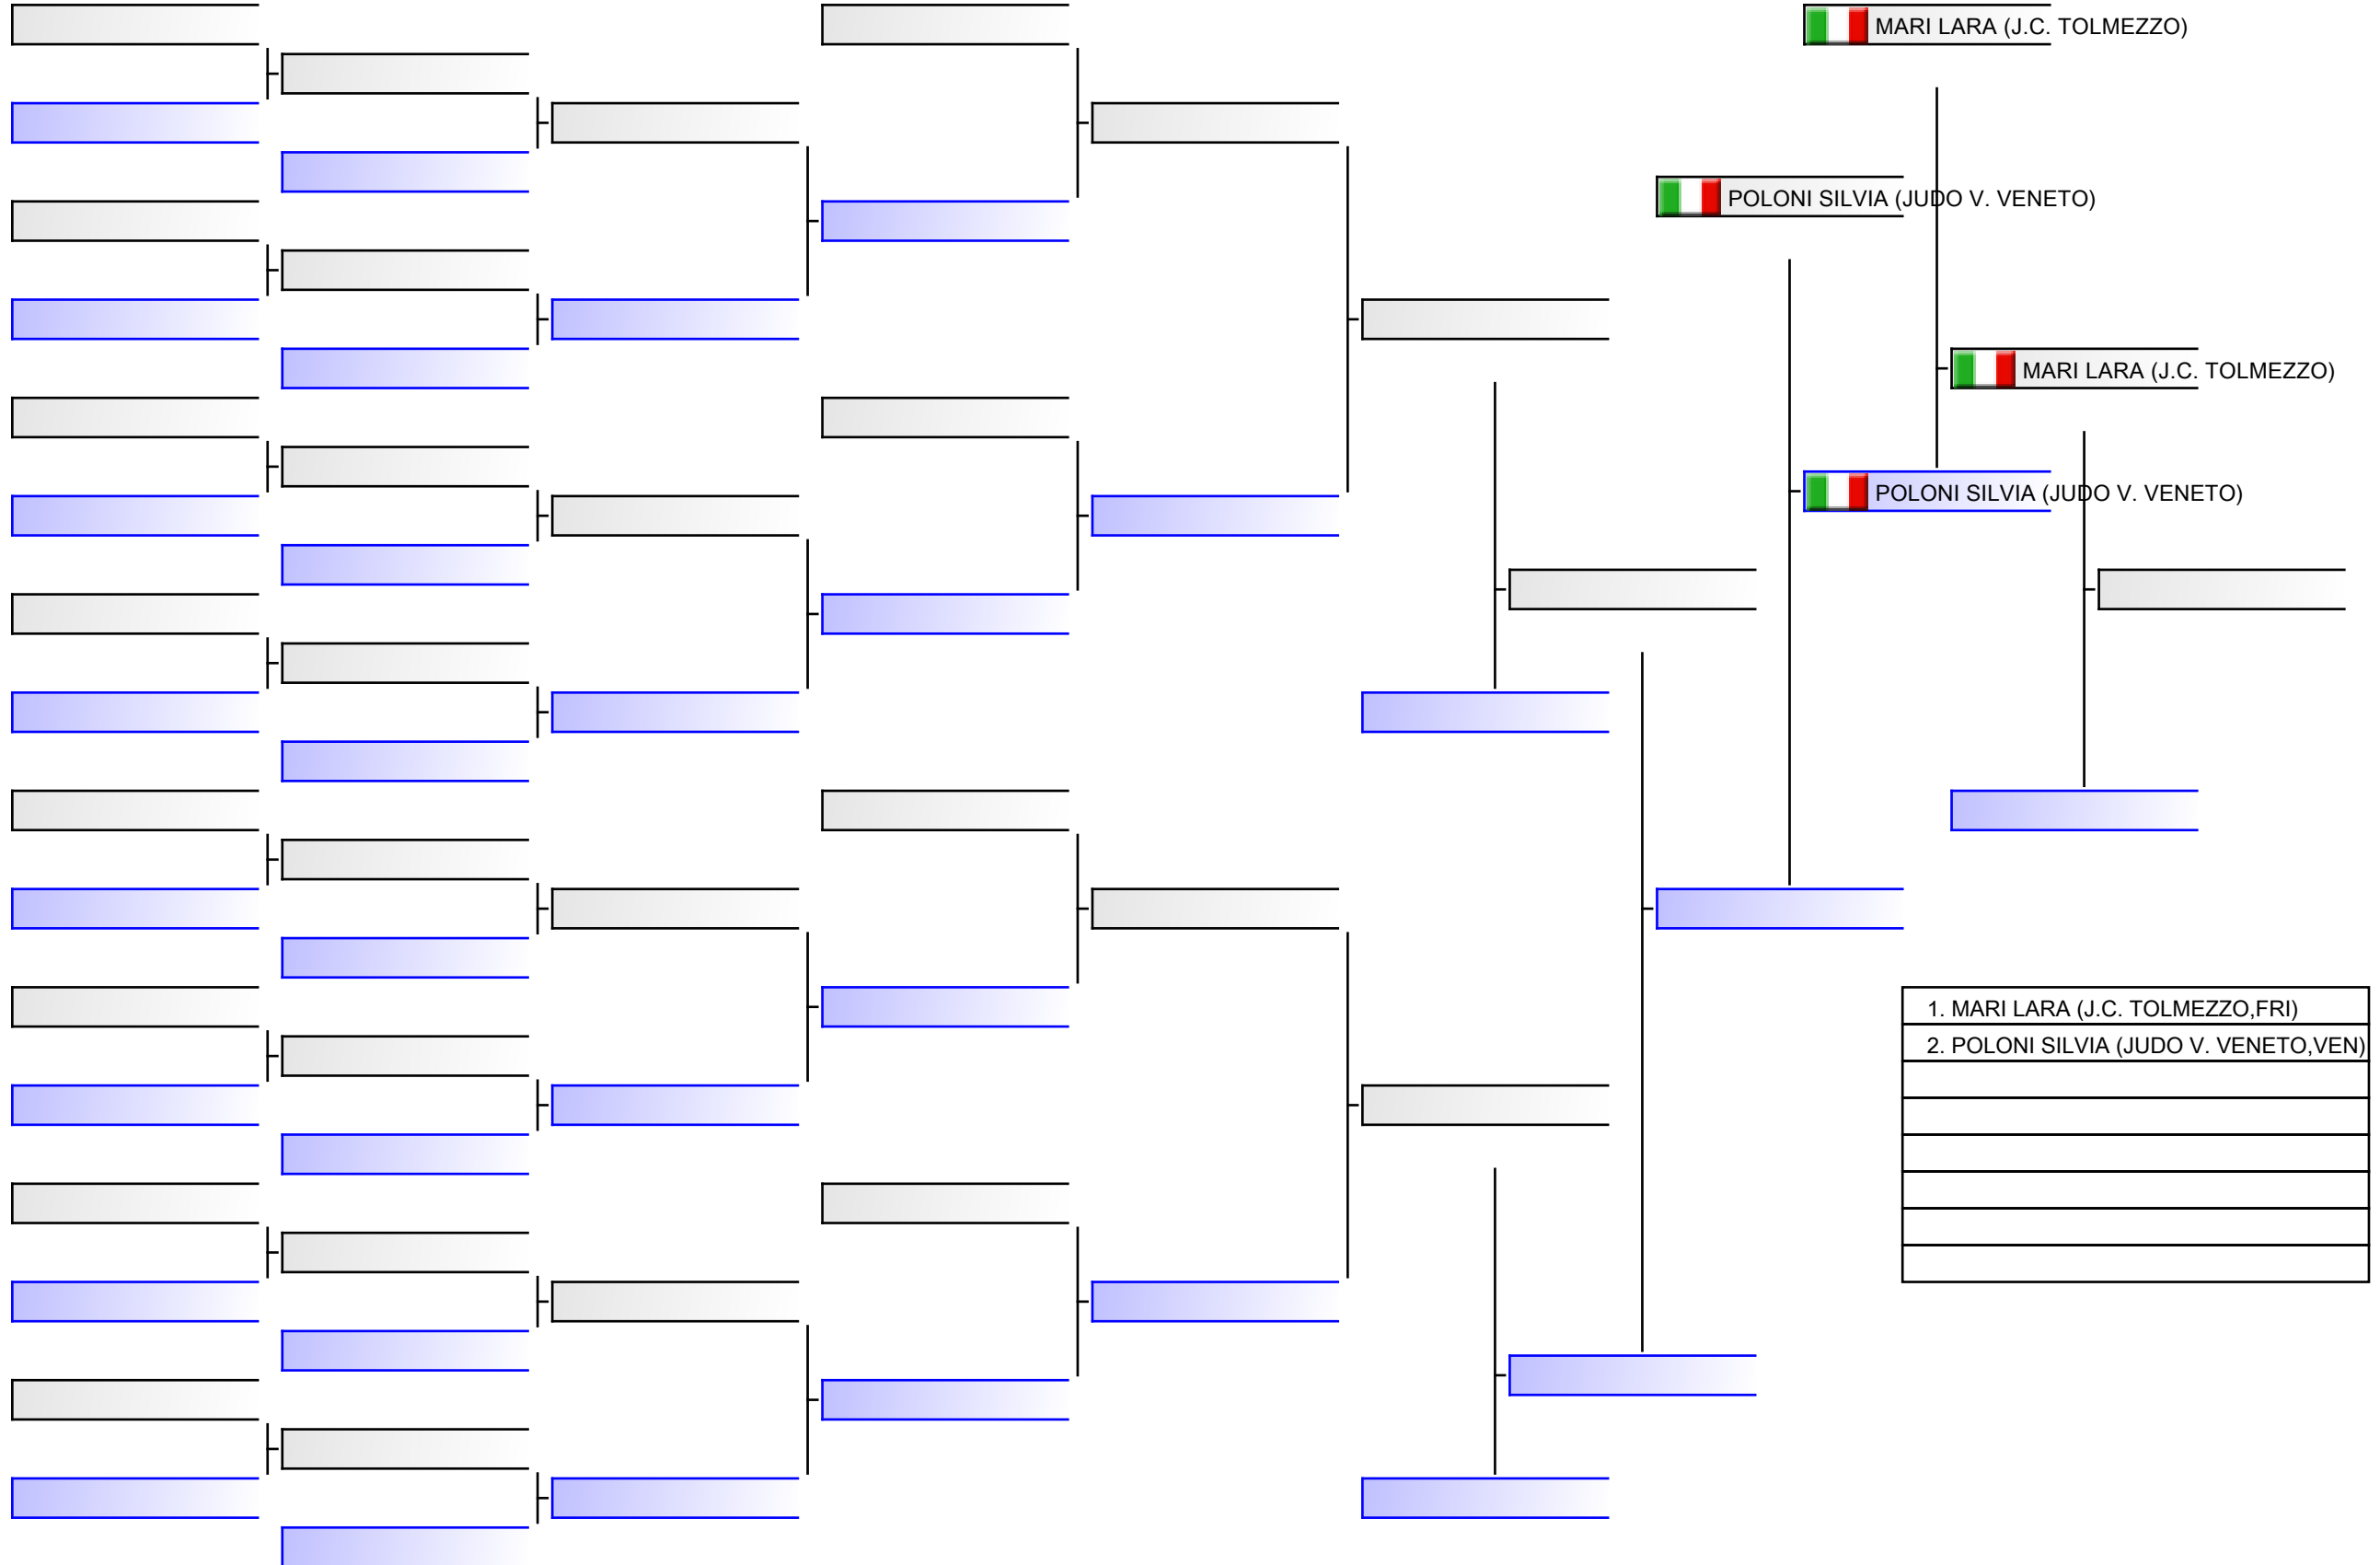 MARI LARA (J.C. TOLMEZZO)
POLONI SILVIA (JUDO V. VENETO)
MARI LARA (J.C. TOLMEZZO)
POLONI SILVIA (JUDO V. VENETO)
1. MARI LARA (J.C. TOLMEZZO,FRI)
2. POLONI SILVIA (JUDO V. VENETO,VEN)